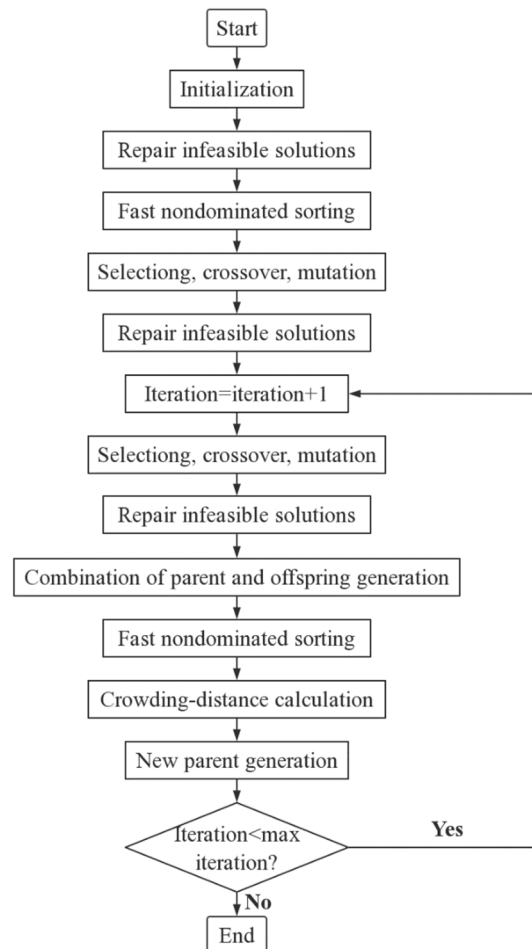 Start
Initialization
Repair infeasible solutions
Fast nondominated sorting
Selectiong, crossover, mutation
Repair infeasible solutions
Iteration=iteration+1
Selectiong, crossover, mutation
Repair infeasible solutions
Combination of parent and offspring generation
Fast nondominated sorting
Crowding-distance calculation
New parent generation
Iteration<max
iteration?
Yes
No
End